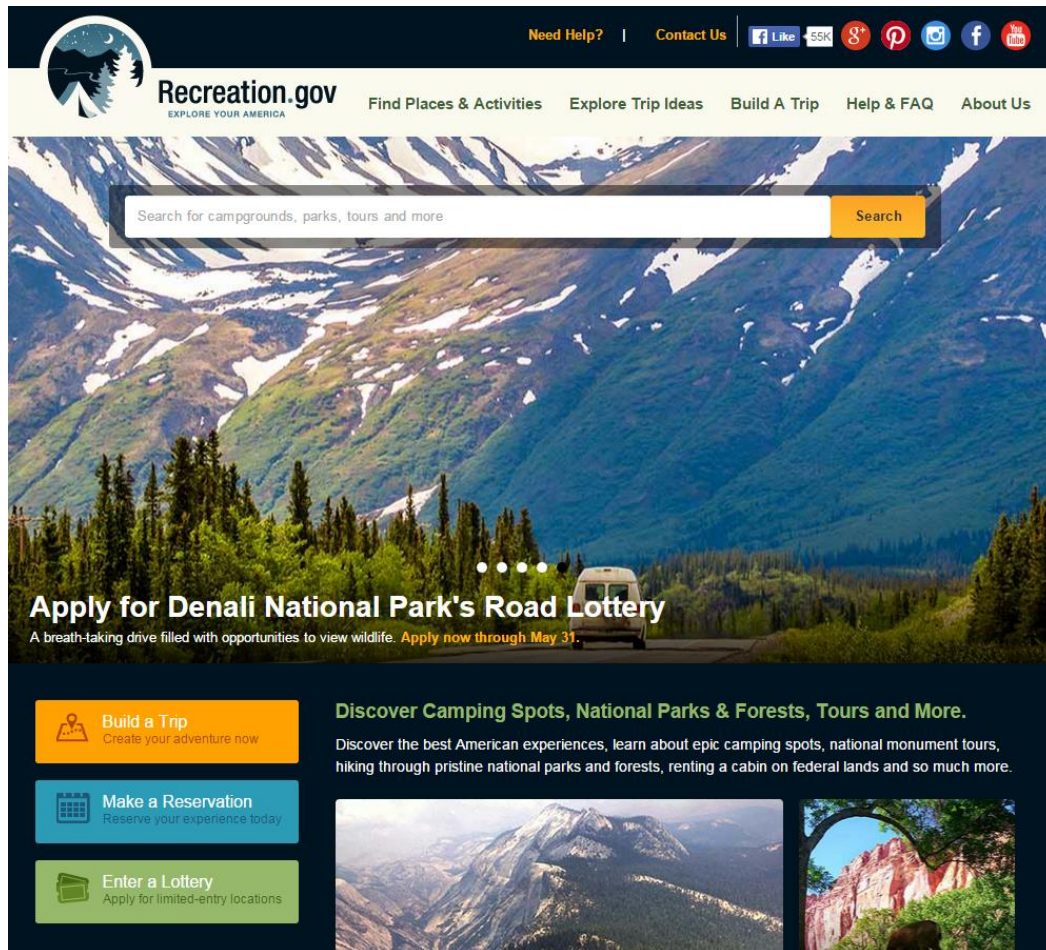 Need Help? | Contact Us Like 55K g+ You Tube
Recreation.gov
EXPLORE YOUR AMERICA
Find Places & Activities Explore Trip Ideas Build A Trip Help & FAQ About Us
Search for campgrounds, parks, tours and more Search
Apply for Denali National Park's Road Lottery
A breath-taking drive filled with opportunities to view wildlife. Apply now through May 31.
Build a Trip
Create your adventure now
Make a Reservation
Reserve your experience today
Enter a Lottery
Apply for limited-entry locations
Discover Camping Spots, National Parks & Forests, Tours and More.
Discover the best American experiences, learn about epic camping spots, national monument tours,
hiking through pristine national parks and forests, renting a cabin on federal lands and so much more.